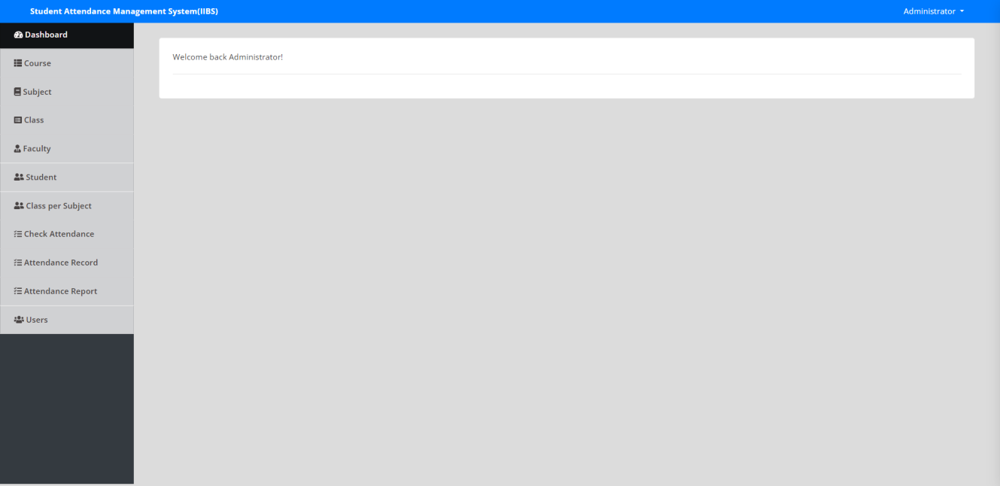 Student Attendance Management System(IIBS)
Administrator
Dashboard
Course
Subject
Class
Faculty
Student
Class per Subject
Check Attendance
Attendance Record
Attendance Report
Users
Welcome back Administrator!